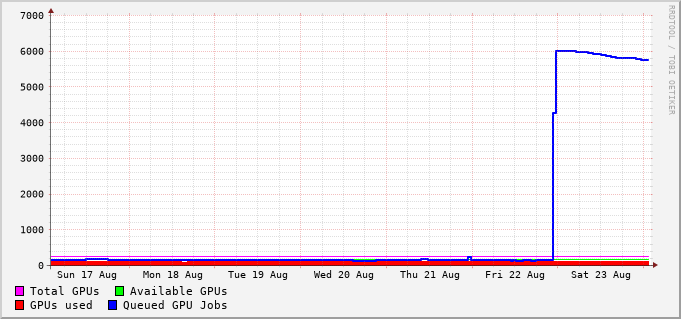 7000
6000
5000
4000
3000
2000
1000
0
Sun 17 Aug Mon 18 Aug Tue 19 Aug Wed 20 Aug Thu 21 Aug Fri 22 Aug Sat 23 Aug
Total GPUs Available GPUs
GPUs used Queued GPU Jobs
RRDTOOL / TOBI OETIKER